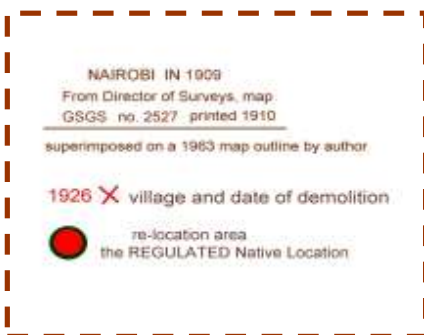 NAIROBI IN 1909
From Director of Surveys, map
GSGS no. 2527 printed 1910
superimposed on a 1963 map outline by author
1926 X village and date of demolition
re-location area
the REGULATED Native Location